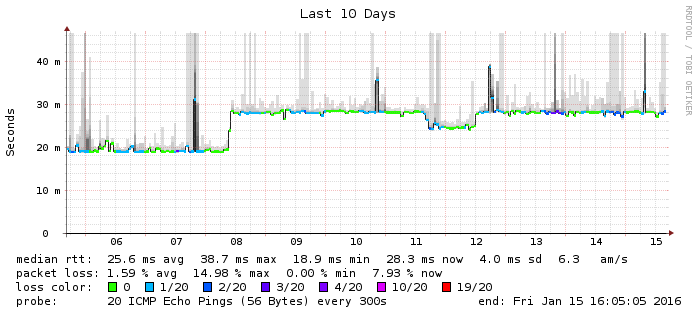 Last 10 Days
RRDTOOL / TOBI OETIKER
Seconds
40 m
30 m
20 m
10 m
0
06 07 08 09 10 11 12 13 14 15
median rtt: 25.6 ms avg 38.7 ms max 18.9 ms min 28.3 ms now 4.0 ms sd 6.3 am/s
packet loss: 1.59 % avg 14.98 % max 0.00 % min 7.93 % now
loss color: 0 1/20 2/20 3/20 4/20 10/20 19/20
probe: 20 ICMP Echo Pings (56 Bytes) every 300s end: Fri Jan 15 16:05:05 2016